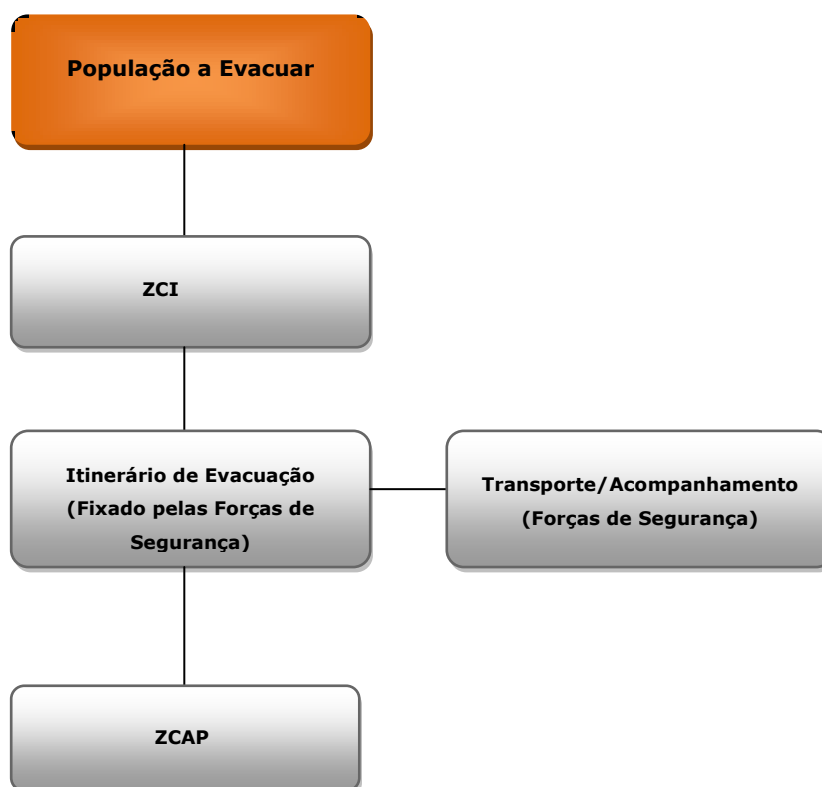 População a Evacuar
ZCI
Itinerário de Evacuação
(Fixado pelas Forças de
Segurança)
Transporte/Acompanhamento
(Forças de Segurança)
ZCAP